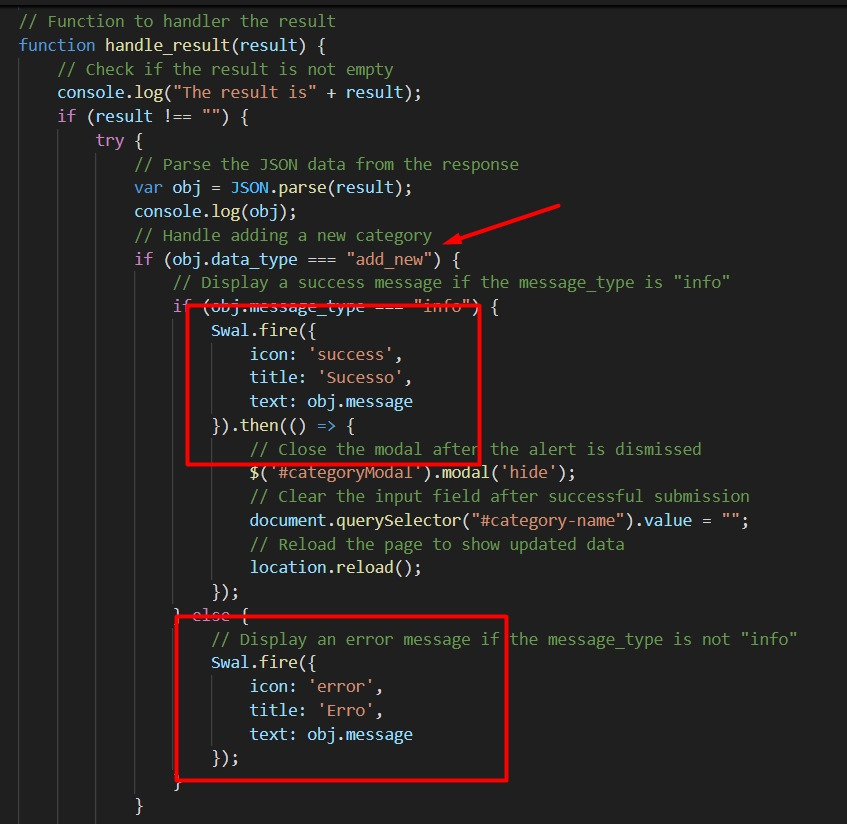 // Function to handler the result
function handle_result(result) {
// Check if the result is not empty
console.log("The result is" + result);
if (result !== "") {
try {
// Parse the JSON data from the response
var obj = JSON.parse(result);
console.log(obj);
// Handle adding a new category
if (obj.data_type === "add_new") {
// Display a success message if the message_type is "info"
if (obj.message_type === "info") {
Swal.fire({
icon: 'success',
title: 'Sucesso',
text: obj.message
}).then(() => {
// Close the modal after the alert is dismissed
$('#categoryModal').modal('hide');
// Clear the input field after successful submission
document.querySelector("#category-name").value = "";
// Reload the page to show updated data
location.reload();
});
} else {
// Display an error message if the message_type is not "info"
Swal.fire({
icon: 'error',
title: 'Erro',
text: obj.message
});
}
}